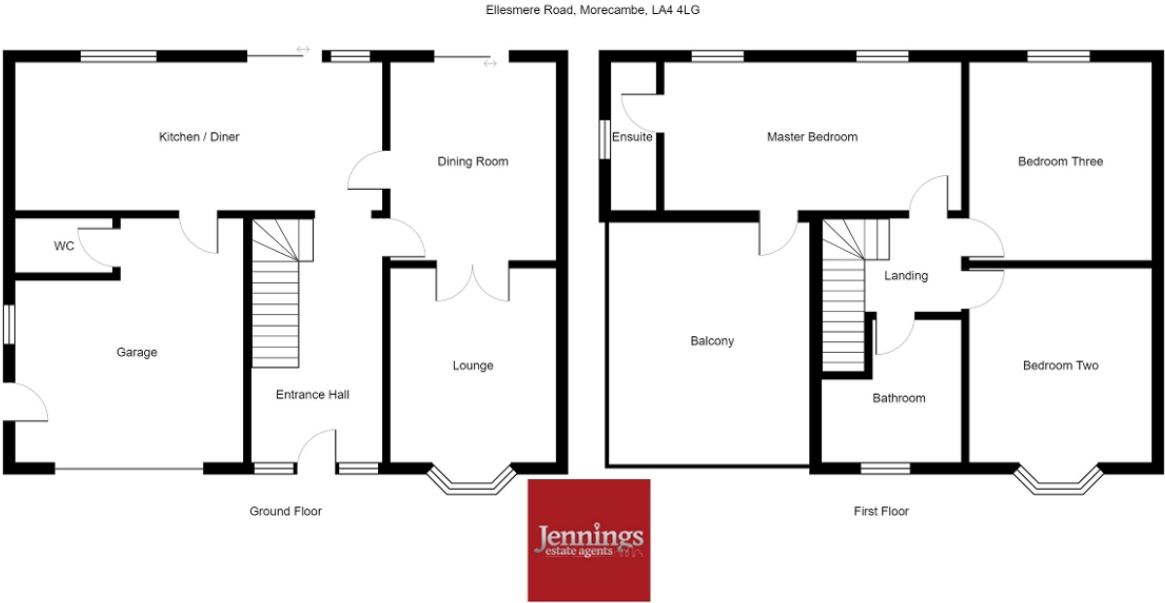 Ellesmere Road, Morecambe, LA4 4LG
Kitchen / Diner
Dining Room
WC
Garage
Entrance Hall
Lounge
Ground Floor
Ensuite
Master Bedroom
Bedroom Three
Landing
Balcony
Bedroom Two
Bathroom
First Floor
Jennings
estate agents